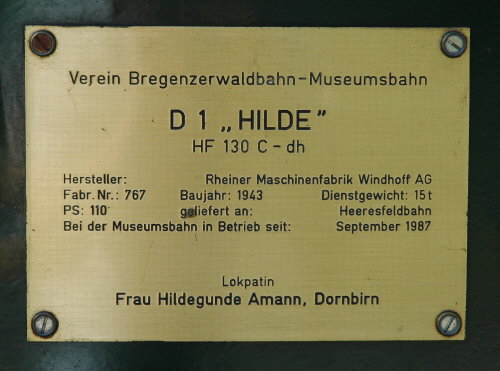 Verein Bregenzerwaldbahn-Museumsbahn
D 1 „HILDE"
HF 130 C-dh
Hersteller: Rheiner Maschinenfabrik Windhoff AG
Fabr. Nr.: 767 Baujahr: 1943 Dienstgewicht: 15 t
PS: 110 geliefert an: Heeresfeldbahn
Bei der Museumsbahn in Betrieb seit: September 1987
Lokpatin
Frau Hildegunde Amann, Dornbirn